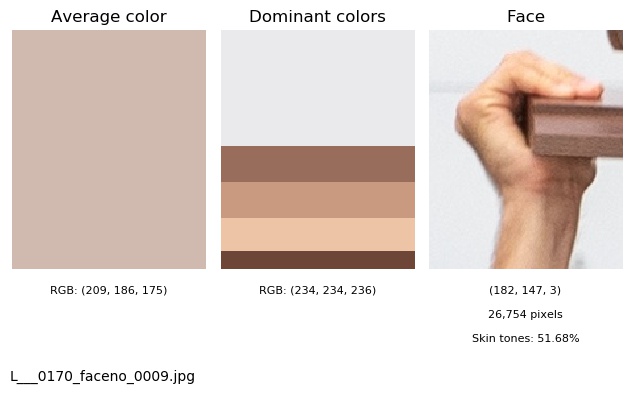 Average color
Dominant colors
Face
RGB: (209, 186, 175)
RGB: (234, 234, 236)
(182, 147, 3)
26,754 pixels
Skin tones: 51.68%
L___0170_faceno_0009.jpg